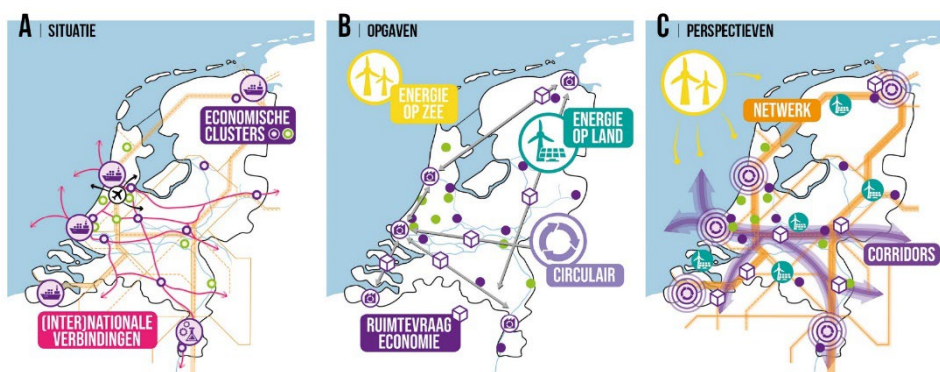 A | SITUATIE
ECONOMISCHE
CLUSTERS
(INTER)NATIONALE
VERBINDINGEN
B | OPGAVEN
ENERGIE
OP ZEE
ENERGIE
OP LAND
CIRCULAIR
RUIMTEVRAAG
ECONOMIE
C | PERSPECTIEVEN
NETWERK
CORRIDORS